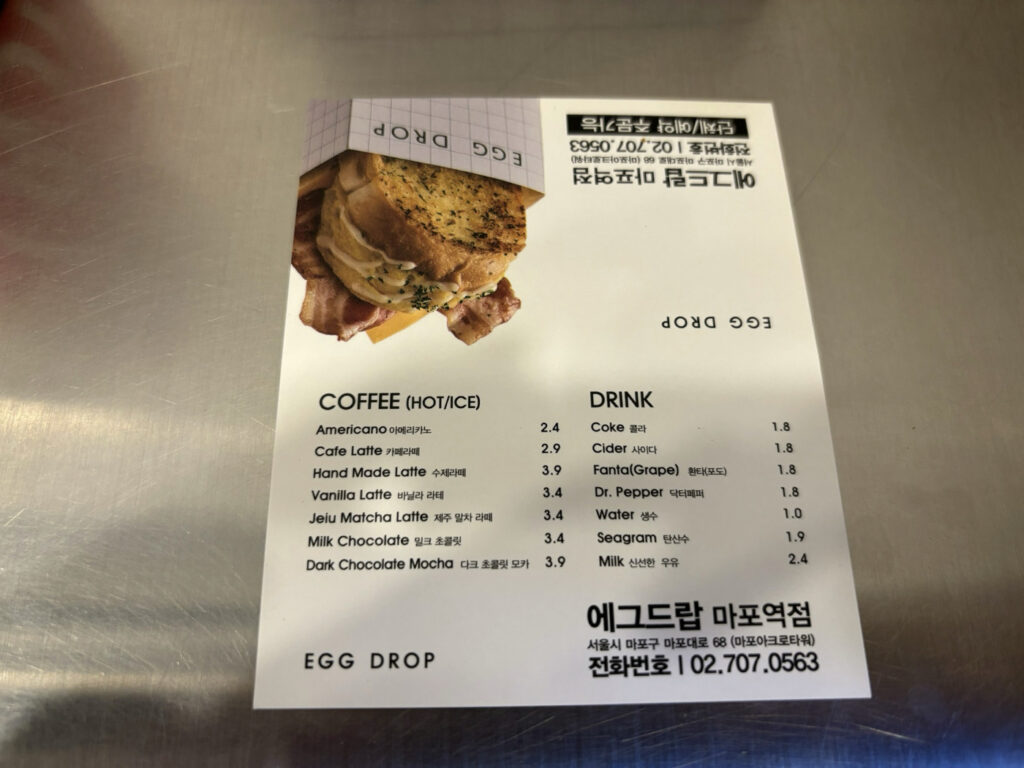 EGG DROP
단체/예약 주문가능
전화번호 | 02.707.0563
서울시 마포구 마포대로 68 (마포아크로타워)
에그드랍 마포역점
EGG DROP
COFFEE (HOT/ICE)
Americano 아메리카노 2.4
Cafe Latte 카페라떼 2.9
Hand Made Latte 수제라떼 3.9
Vanilla Latte 바닐라 라테 3.4
Jeju Matcha Latte 제주 말차 라떼 3.4
Milk Chocolate 밀크 초콜릿 3.4
Dark Chocolate Mocha 다크 초콜릿 모카 3.9
DRINK
Coke 콜라 1.8
Cider 사이다 1.8
Fanta(Grape) 환타(포도) 1.8
Dr. Pepper 닥터페퍼 1.8
Water 생수 1.0
Seagram 탄산수 1.9
Milk 신선한 우유 2.4
EGG DROP
에그드랍 마포역점
서울시 마포구 마포대로 68 (마포아크로타워)
전화번호 | 02.707.0563